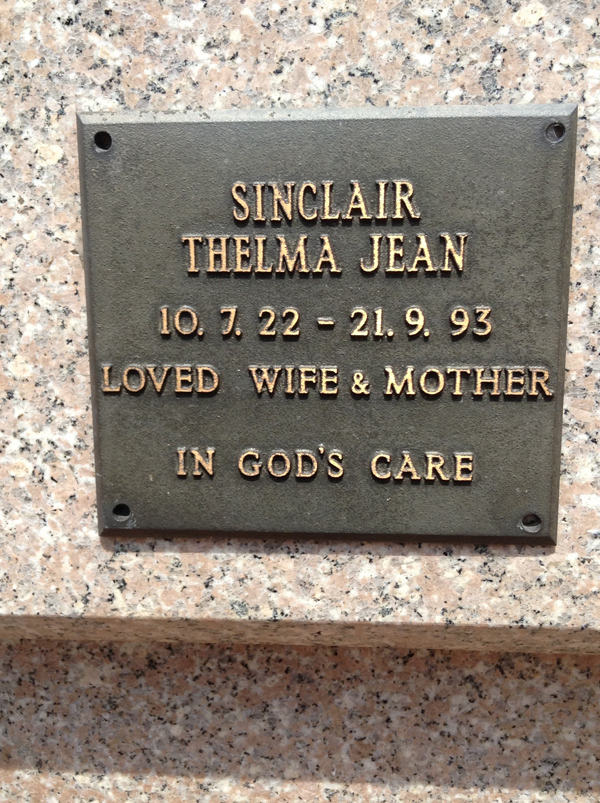 SINCLAIR
THELMA JEAN
10. 7. 22 - 21. 9. 93
LOVED WIFE & MOTHER
IN GOD'S CARE